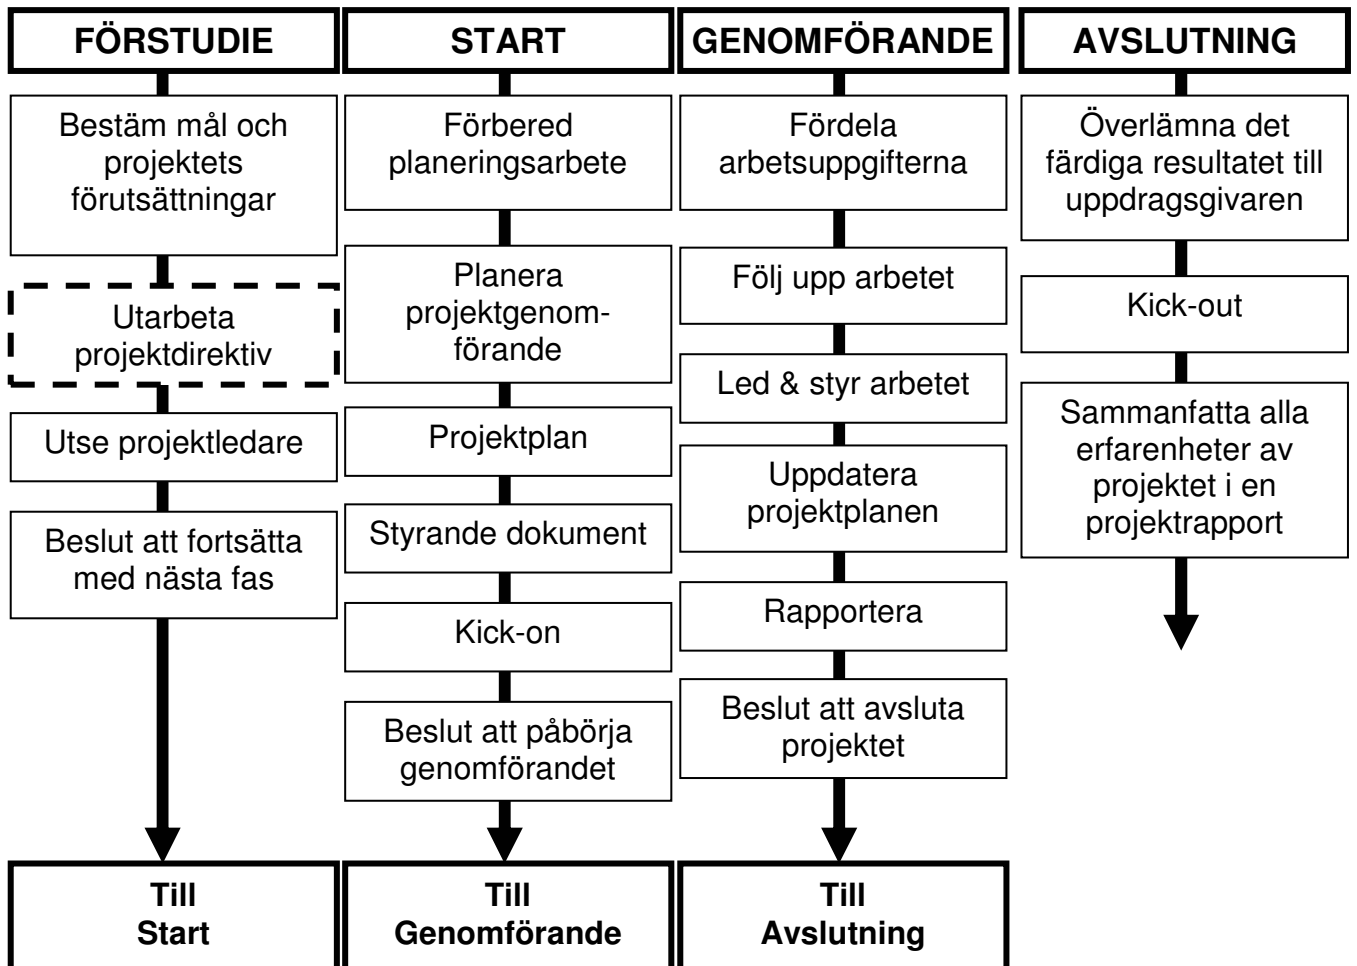 FÖRSTUDIE
Bestäm mål och
projektets
förutsättningar
Utarbeta
projektdirektiv
Utse projektledare
Beslut att fortsätta
med nästa fas
Till
Start
START
Förbered
planeringsarbete
Planera
projektgenom-
förande
Projektplan
Styrande dokument
Kick-on
Beslut att påbörja
genomförandet
Till
Genomförande
GENOMFÖRANDE
Fördela
arbetsuppgifterna
Följ upp arbetet
Led & styr arbetet
Uppdatera
projektplanen
Rapportera
Beslut att avsluta
projektet
Till
Avslutning
AVSLUTNING
Överlämna det
färdiga resultatet till
uppdragsgivaren
Kick-out
Sammanfatta alla
erfarenheter av
projektet i en
projektrapport